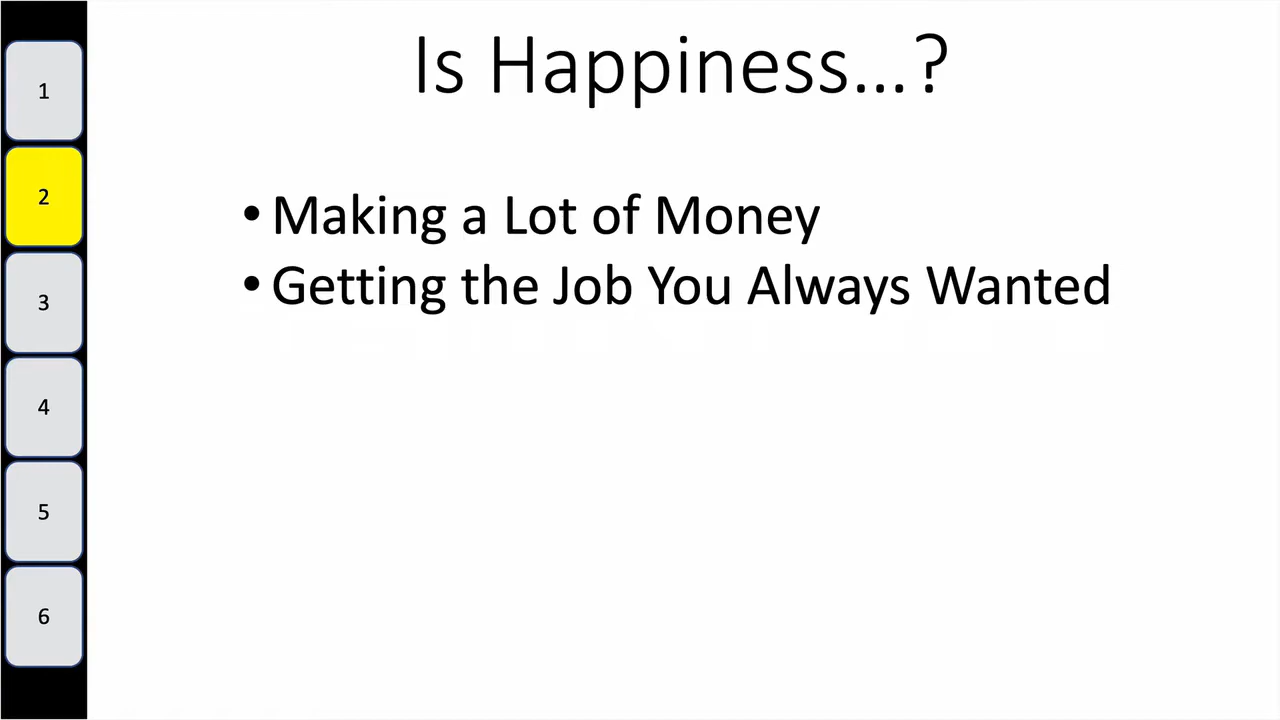 Is Happiness...?
1
2
3
4
5
6
• Making a Lot of Money
• Getting the Job You Always Wanted